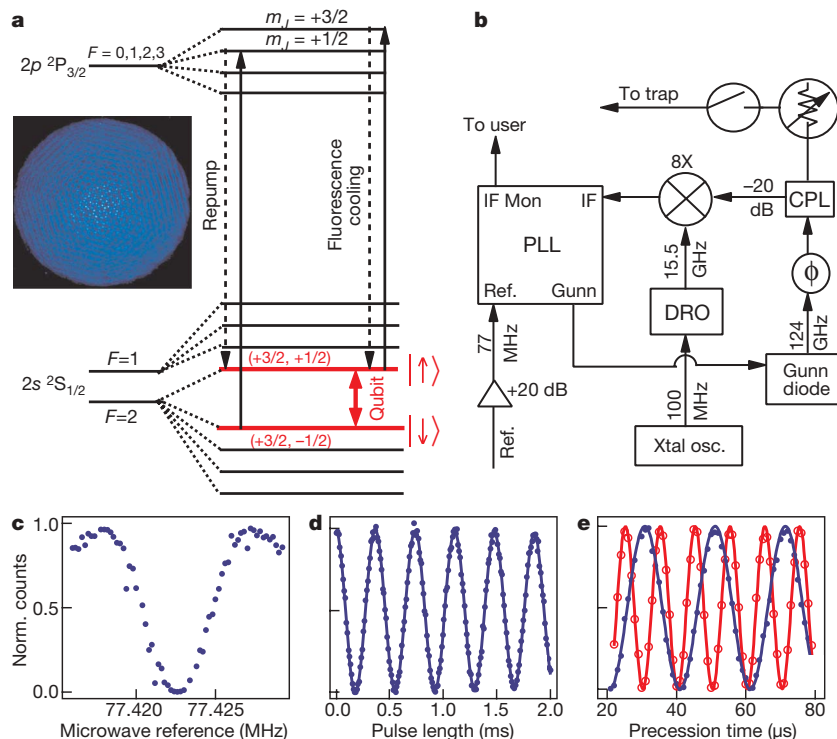 a
m_J = +3/2
m_J = +1/2
F = 0,1,2,3
2p ²P₃/₂
Repump
Fluorescence cooling
F=1
2s ²S₁/₂
F=2
(+3/2, +1/2)
|↑⟩
Qubit
(+3/2, −1/2)
|↓⟩
b
To trap
To user
8X
−20 dB
CPL
IF Mon
IF
PLL
Ref.
Gunn
15.5 GHz
ϕ
DRO
124 GHz
77 MHz
Gunn diode
+20 dB
100 MHz
Ref.
Xtal osc.
c
Norm. counts
1.0
0.5
0.0
77.420
77.425
Microwave reference (MHz)
d
0.0
0.5
1.0
1.5
2.0
Pulse length (ms)
e
20
40
60
80
Precession time (µs)